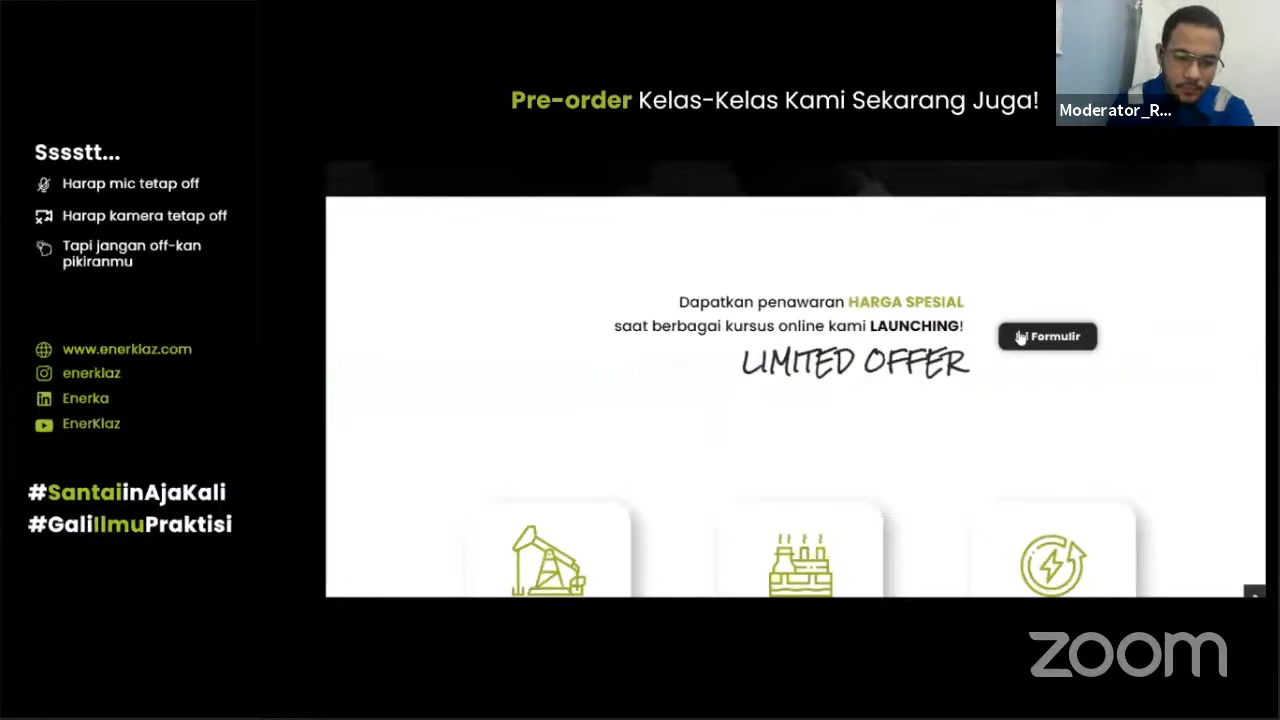 Pre-order Kelas-Kelas Kami Sekarang Juga!
Moderator_R...
Sssstt...
Harap mic tetap off
Harap kamera tetap off
Tapi jangan off-kan
pikiranmu
www.enerklaz.com
enerklaz
Enerka
EnerKlaz
#SantaiinAjaKali
#GaliIlmuPraktisi
Dapatkan penawaran HARGA SPESIAL
saat berbagai kursus online kami LAUNCHING!
LIMITED OFFER
Formulir
zoom